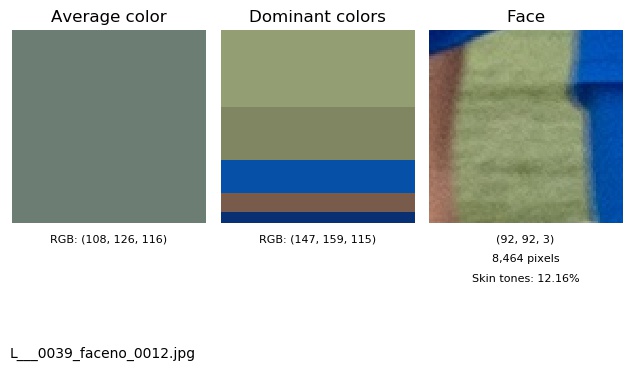 Average color
Dominant colors
Face
RGB: (108, 126, 116)
RGB: (147, 159, 115)
(92, 92, 3)
8,464 pixels
Skin tones: 12.16%
L___0039_faceno_0012.jpg